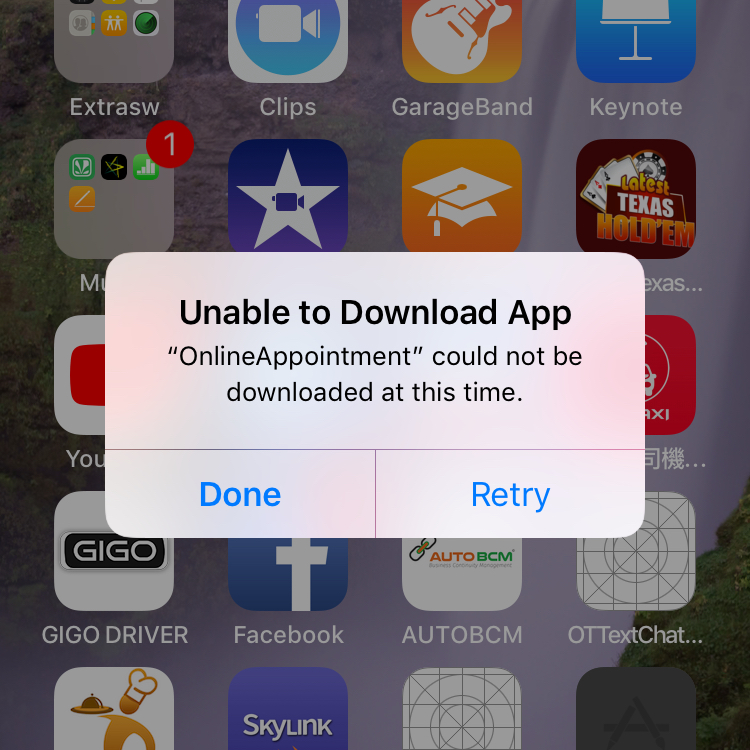 Extrasw
Clips
GarageBand
Keynote
1
Latest
TEXAS
HOLD'EM
Mu
exas...
Unable to Download App
“OnlineAppointment” could not be
downloaded at this time.
Done
Retry
AXI
You
司機...
GIGO
AUTOBCM
Business Continuity Management
GIGO DRIVER
Facebook
AUTOBCM
OTTextChat...
SKYLINK